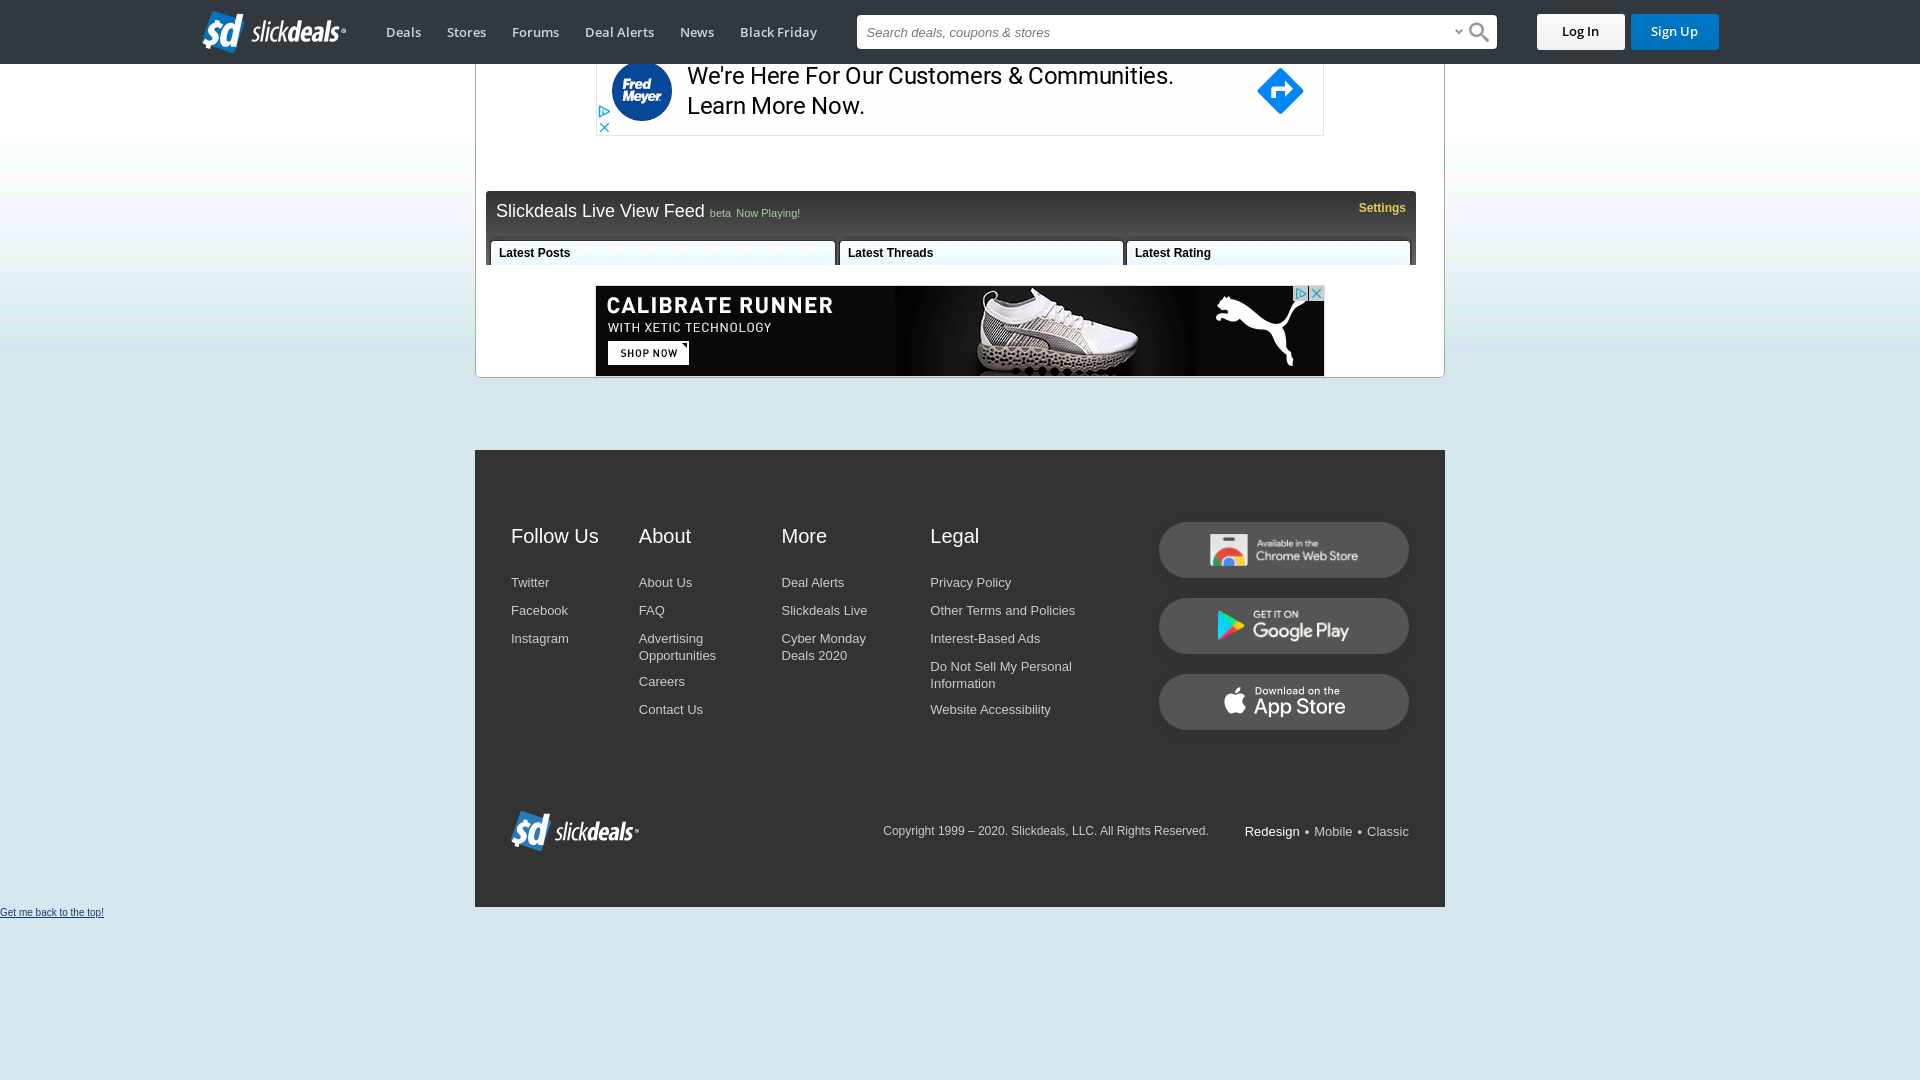 slickdeals
Deals
Stores
Forums
Deal Alerts
News
Black Friday
Search deals, coupons & stores
Log In
Sign Up
Fred Meyer
We're Here For Our Customers & Communities.
Learn More Now.
Slickdeals Live View Feed beta Now Playing!
Settings
Latest Posts
Latest Threads
Latest Rating
CALIBRATE RUNNER
WITH XETIC TECHNOLOGY
SHOP NOW
Follow Us
Twitter
Facebook
Instagram
About
About Us
FAQ
Advertising
Opportunities
Careers
Contact Us
More
Deal Alerts
Slickdeals Live
Cyber Monday
Deals 2020
Legal
Privacy Policy
Other Terms and Policies
Interest-Based Ads
Do Not Sell My Personal
Information
Website Accessibility
Available in the
Chrome Web Store
GET IT ON
Google Play
Download on the
App Store
slickdeals
Copyright 1999 – 2020. Slickdeals, LLC. All Rights Reserved.
Redesign • Mobile • Classic
Get me back to the top!